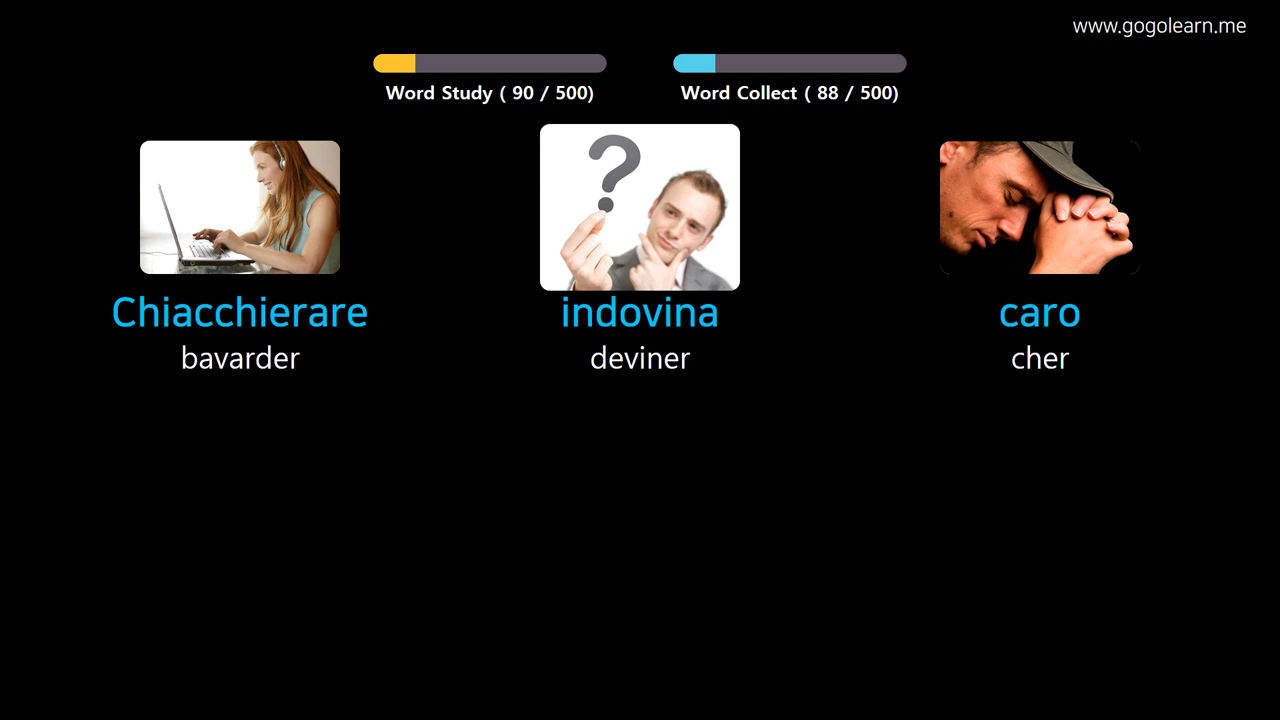 www.gogolearn.me
Word Study ( 90 / 500)
Word Collect ( 88 / 500)
Chiacchierare
indovina
caro
bavarder
deviner
cher